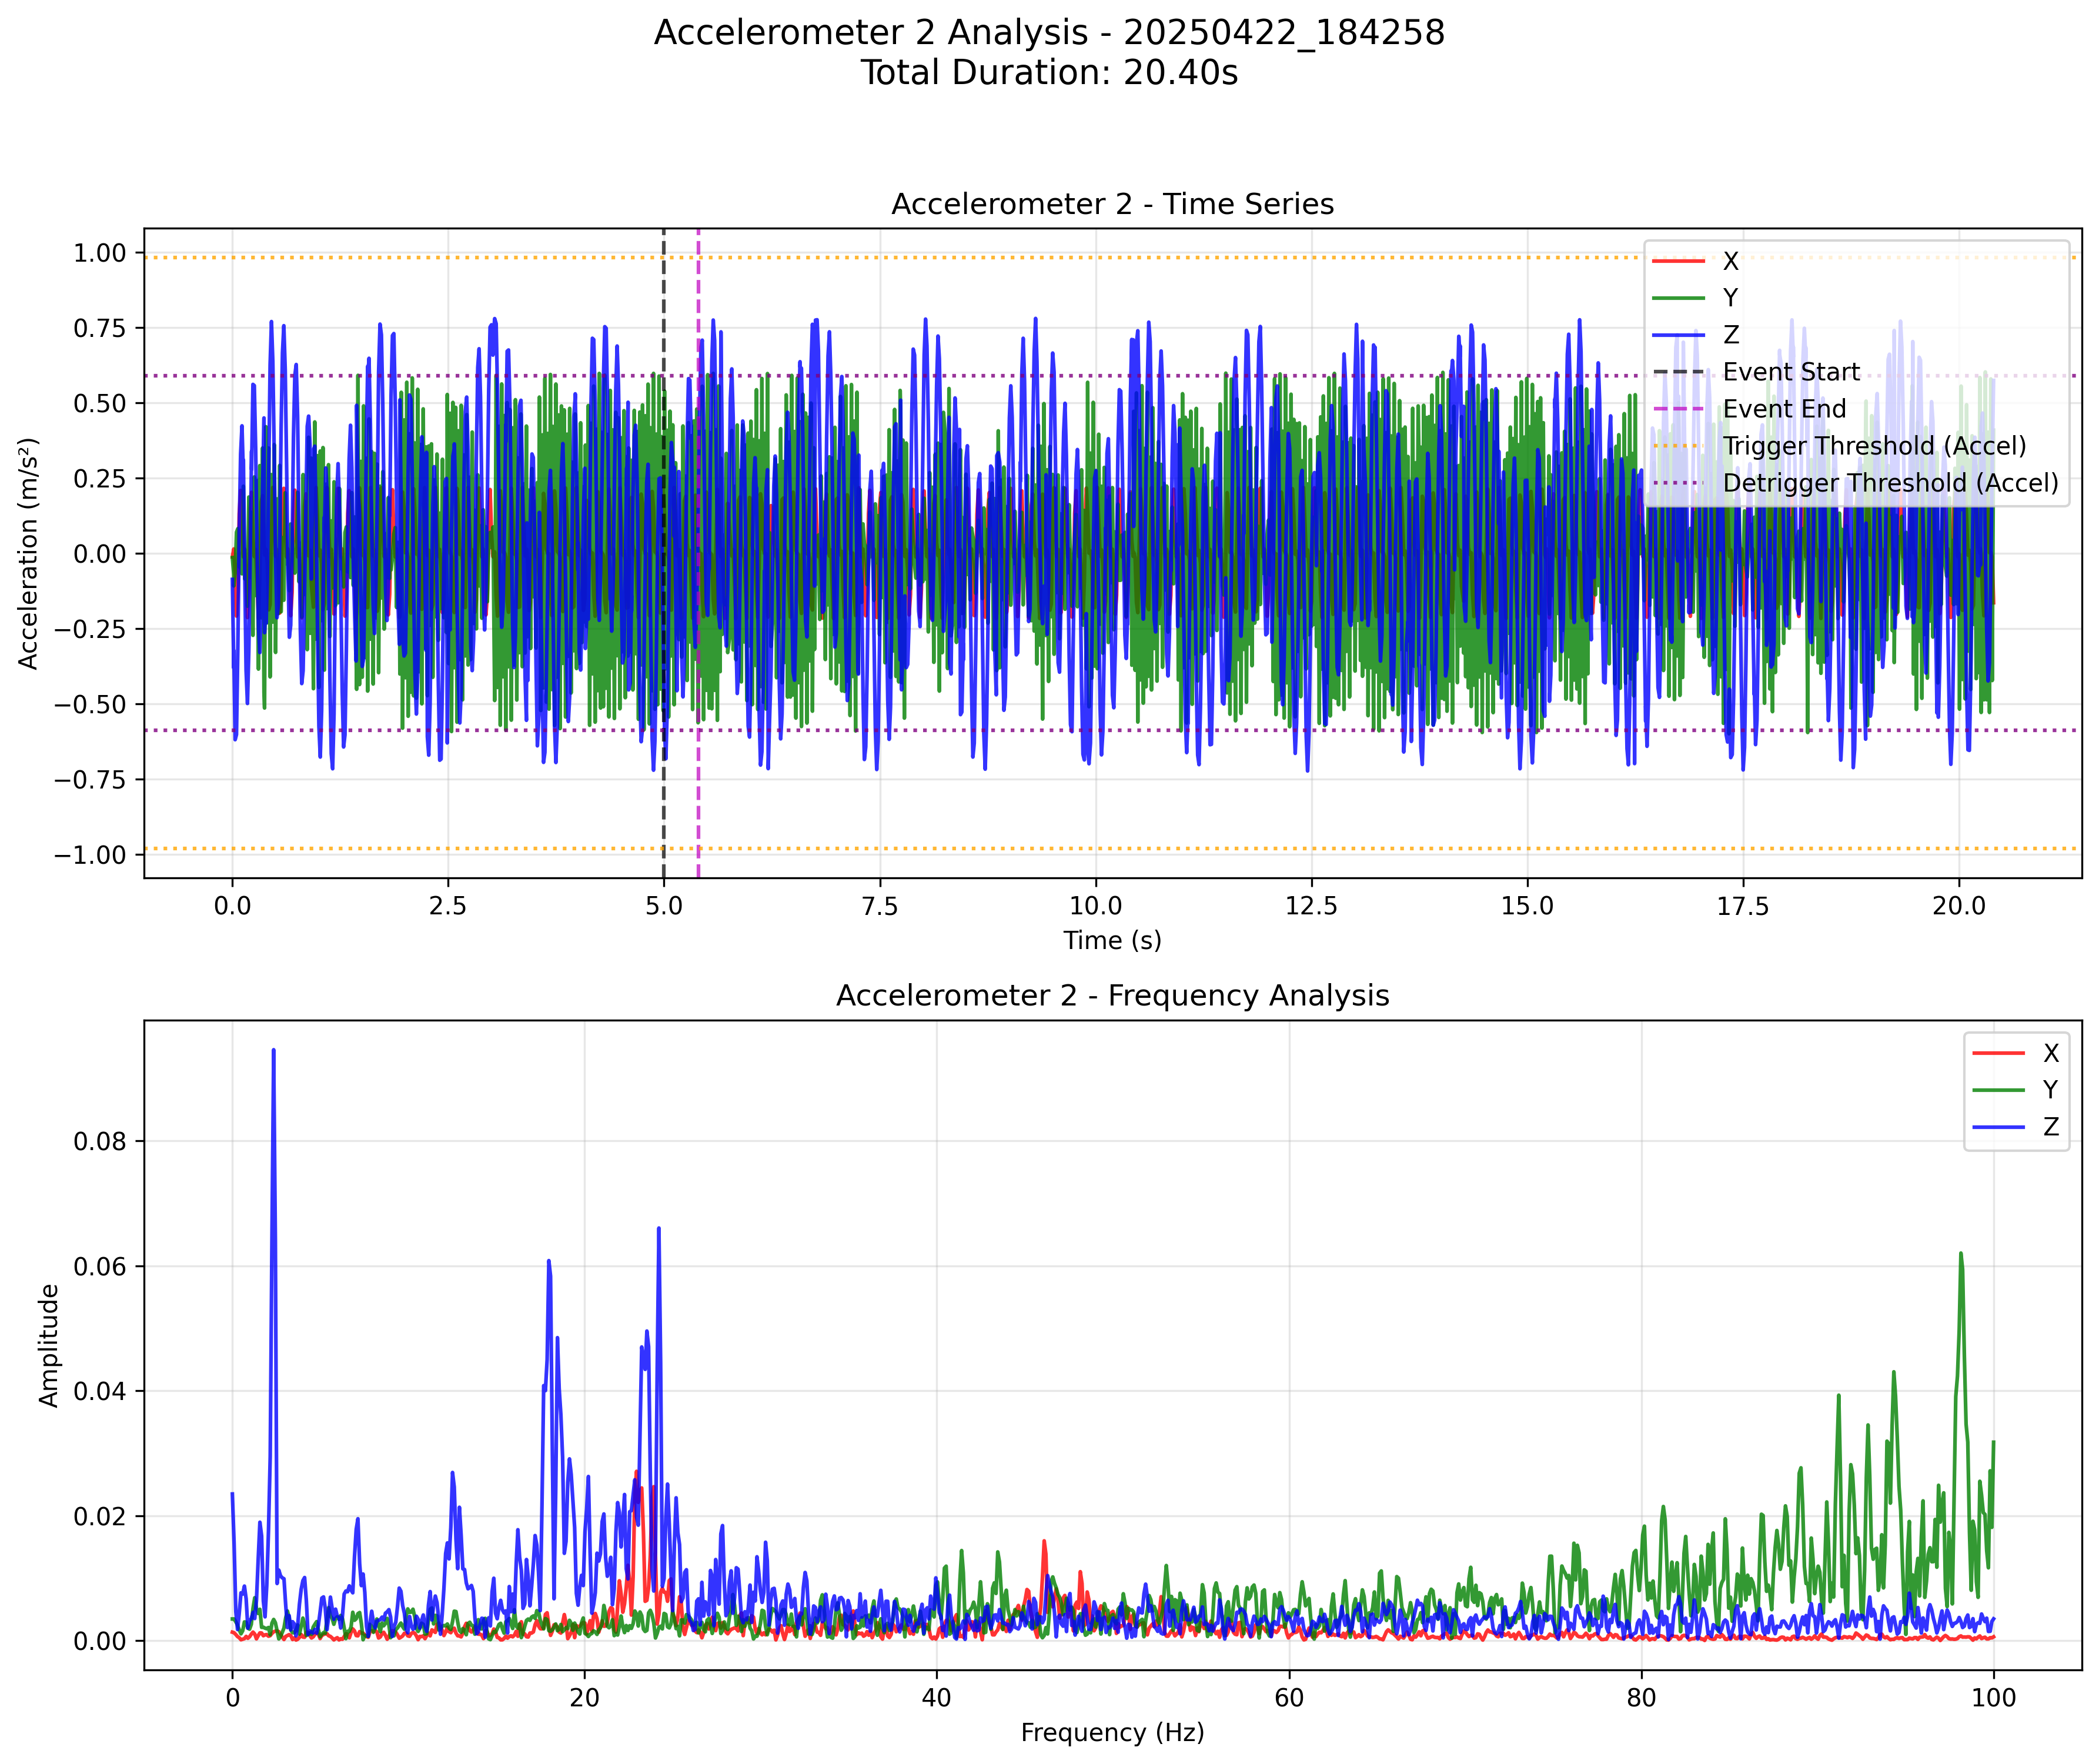 Accelerometer 2 Analysis - 20250422_184258
Total Duration: 20.40s
Accelerometer 2 - Time Series
1.00
0.75
0.50
0.25
0.00
−0.25
−0.50
−0.75
−1.00
Acceleration (m/s²)
X
Y
Z
Event Start
Event End
Trigger Threshold (Accel)
Detrigger Threshold (Accel)
0.0 2.5 5.0 7.5 10.0 12.5 15.0 17.5 20.0
Time (s)
Accelerometer 2 - Frequency Analysis
0.08
0.06
0.04
0.02
0.00
Amplitude
X
Y
Z
0 20 40 60 80 100
Frequency (Hz)